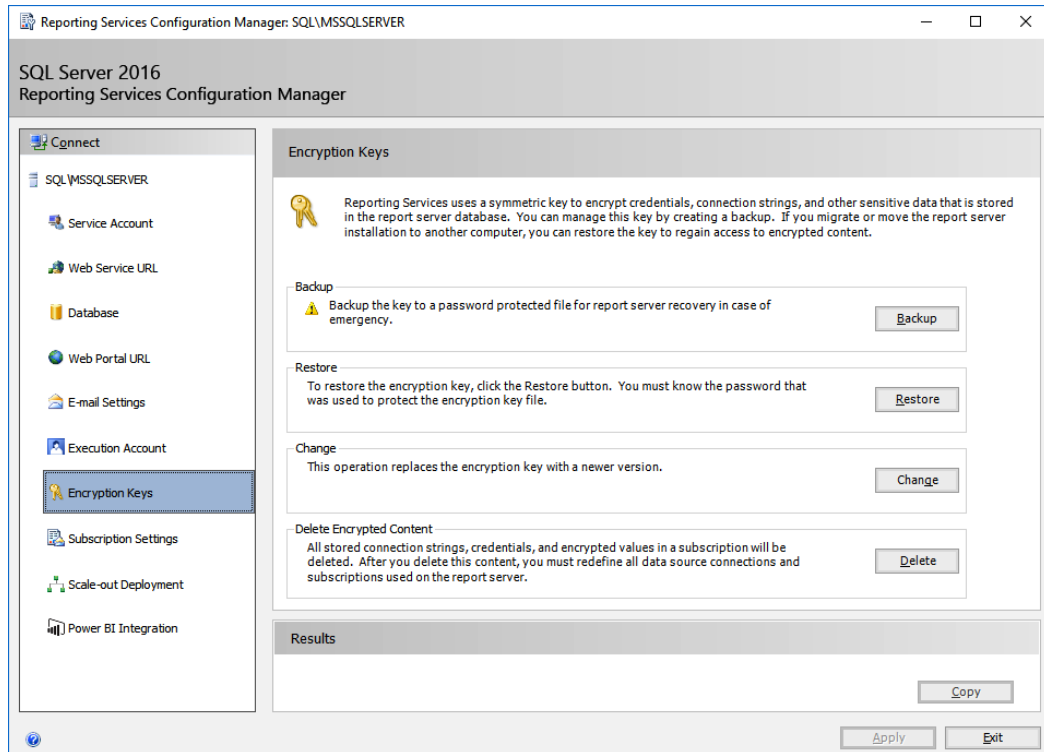 Reporting Services Configuration Manager: SQL\MSSQLSERVER
SQL Server 2016
Reporting Services Configuration Manager
Connect
SQL\MSSQLSERVER
Service Account
Web Service URL
Database
Web Portal URL
E-mail Settings
Execution Account
Encryption Keys
Subscription Settings
Scale-out Deployment
Power BI Integration
Encryption Keys
Reporting Services uses a symmetric key to encrypt credentials, connection strings, and other sensitive data that is stored
in the report server database. You can manage this key by creating a backup. If you migrate or move the report server
installation to another computer, you can restore the key to regain access to encrypted content.
Backup
Backup the key to a password protected file for report server recovery in case of
emergency.
Backup
Restore
To restore the encryption key, click the Restore button. You must know the password that
was used to protect the encryption key file.
Restore
Change
This operation replaces the encryption key with a newer version.
Change
Delete Encrypted Content
All stored connection strings, credentials, and encrypted values in a subscription will be
deleted. After you delete this content, you must redefine all data source connections and
subscriptions used on the report server.
Delete
Results
Copy
Apply
Exit